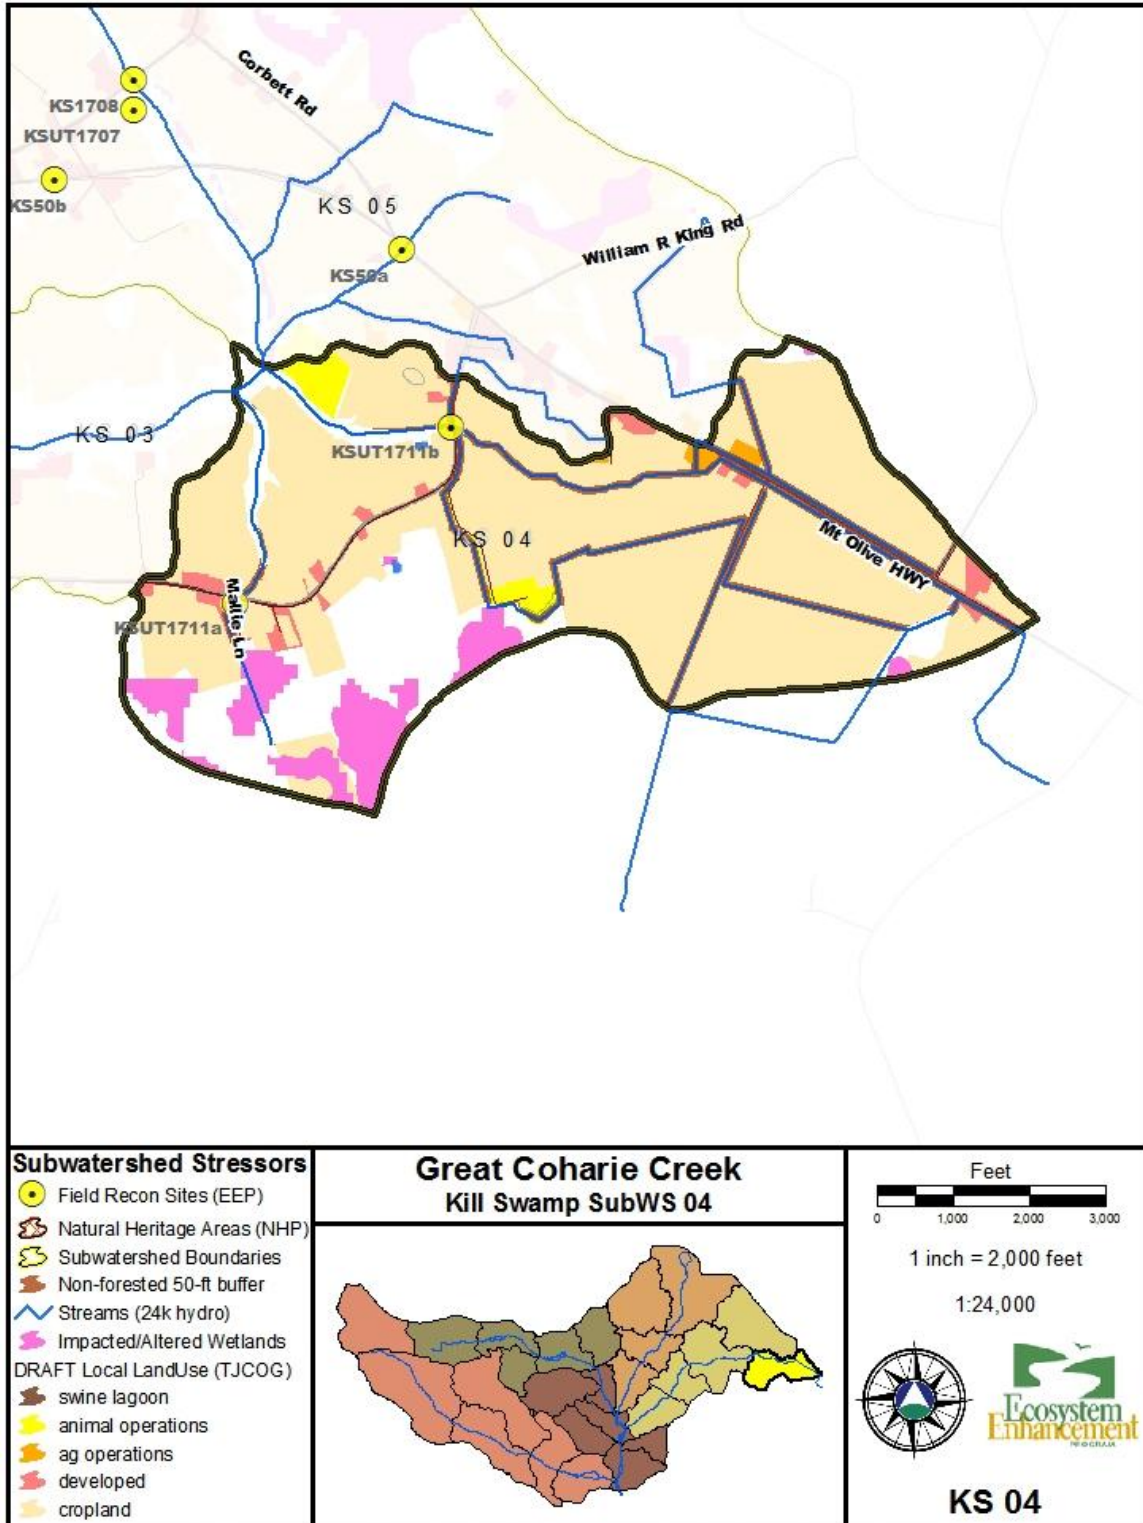 Corbett Rd
KS1708
KSUT1707
KS50b
KS 05
William R King Rd
KS50a
KS 03
KSUT1711b
KS 04
Mt Olive HWY
Mallie Ln
KSUT1711a
Subwatershed Stressors
Field Recon Sites (EEP)
Natural Heritage Areas (NHP)
Subwatershed Boundaries
Non-forested 50-ft buffer
Streams (24k hydro)
Impacted/Altered Wetlands
DRAFT Local LandUse (TJCOG)
swine lagoon
animal operations
ag operations
developed
cropland
Great Coharie Creek
Kill Swamp SubWS 04
Feet
0 1,000 2,000 3,000
1 inch = 2,000 feet
1:24,000
Ecosystem
Enhancement
KS 04